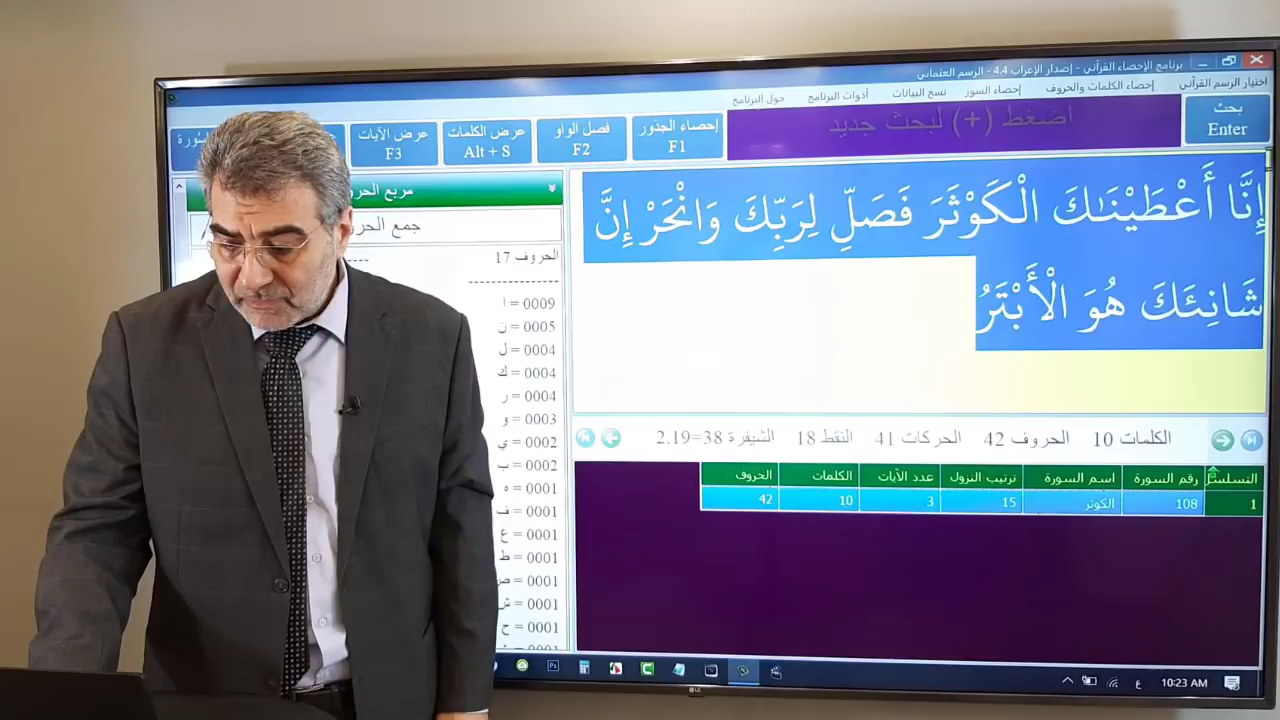 برنامج الإحصاء القرآني - إصدار الإعراب 4.4 - الرسم العثماني
اختيار الرسم القرآني إحصاء الكلمات والحروف إحصاء السور نسخ البيانات أدوات البرنامج حول البرنامج
بحث
Enter
اضغط (+) لبحث جديد
إحصاء الجذور
F1
فصل الواو
F2
عرض الكلمات
Alt + S
عرض الآيات
F3
إِنَّا أَعْطَيْنَٰكَ الْكَوْثَرَ فَصَلِّ لِرَبِّكَ وَانْحَرْ إِنَّ
شَانِئَكَ هُوَ الْأَبْتَرُ
مربع
جمع
الحروف 17
0009 = ا
0005 = ن
0004 = ل
0004 = ك
0004 = ر
0003 = و
0002 = ي
0002 = ب
0001 = ه
0001 = ف
0001 = ع
0001 = ط
0001 = ص
0001 = ش
0001 = ح
الكلمات 10 الحروف 42 الحركات 41 النقط 18 الشيفرة 38=2.19
التسلسل رقم السورة اسم السورة ترتيب النزول عدد الآيات الكلمات الحروف
1 108 الكوثر 15 3 10 42
ع 10:23 AM
LG